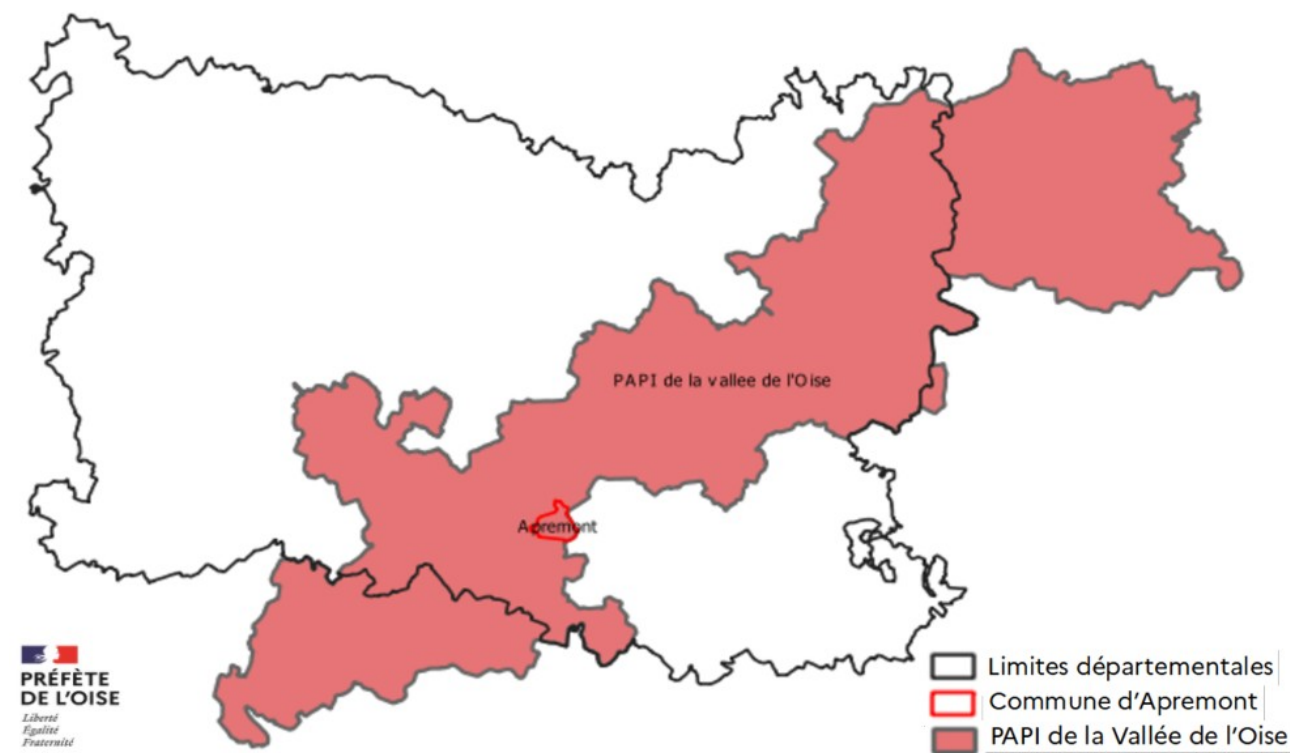 PAPI de la vallee de l'Oise
Apremont
PRÉFÈTE
DE L'OISE
Liberté
Égalité
Fraternité
Limites départementales
Commune d'Apremont
PAPI de la Vallée de l'Oise